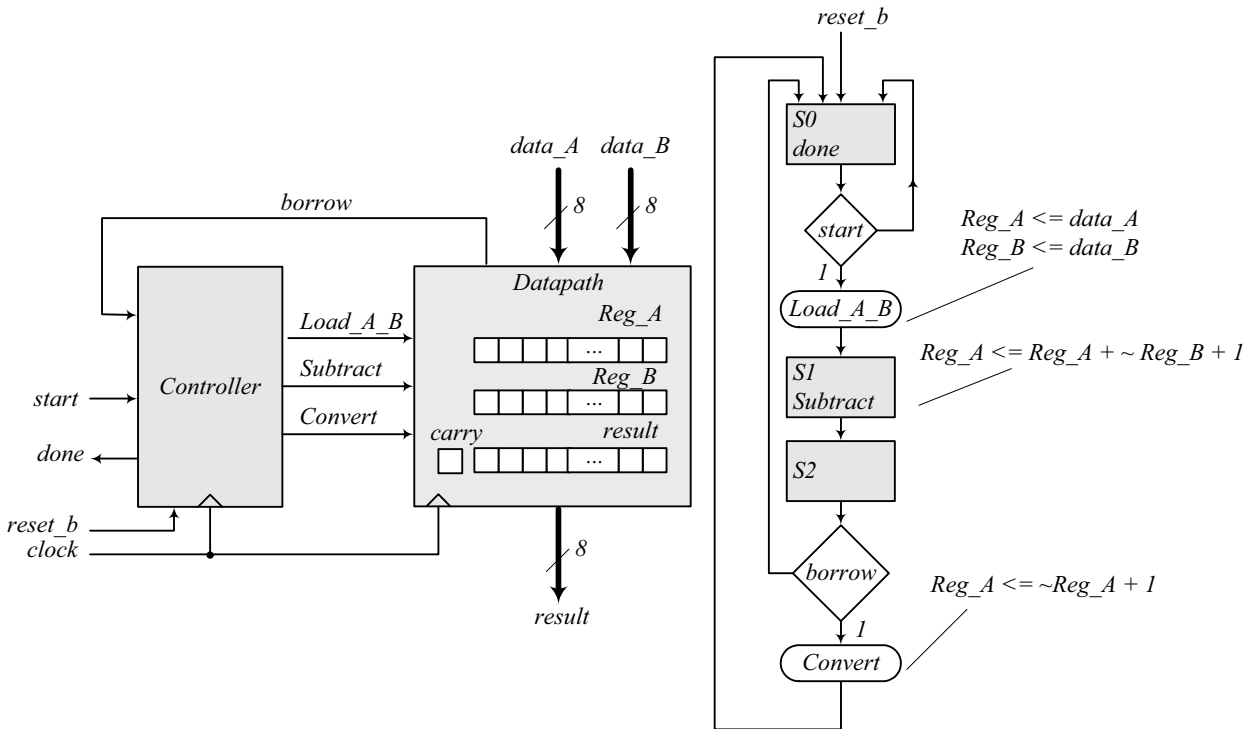 data_A
data_B
8
8
borrow
Datapath
Reg_A
...
Reg_B
...
carry
result
...
Controller
Load_A_B
Subtract
Convert
start
done
reset_b
clock
8
result
reset_b
S0
done
start
1
Load_A_B
Reg_A <= data_A
Reg_B <= data_B
S1
Subtract
Reg_A <= Reg_A + ~ Reg_B + 1
S2
borrow
1
Convert
Reg_A <= ~Reg_A + 1